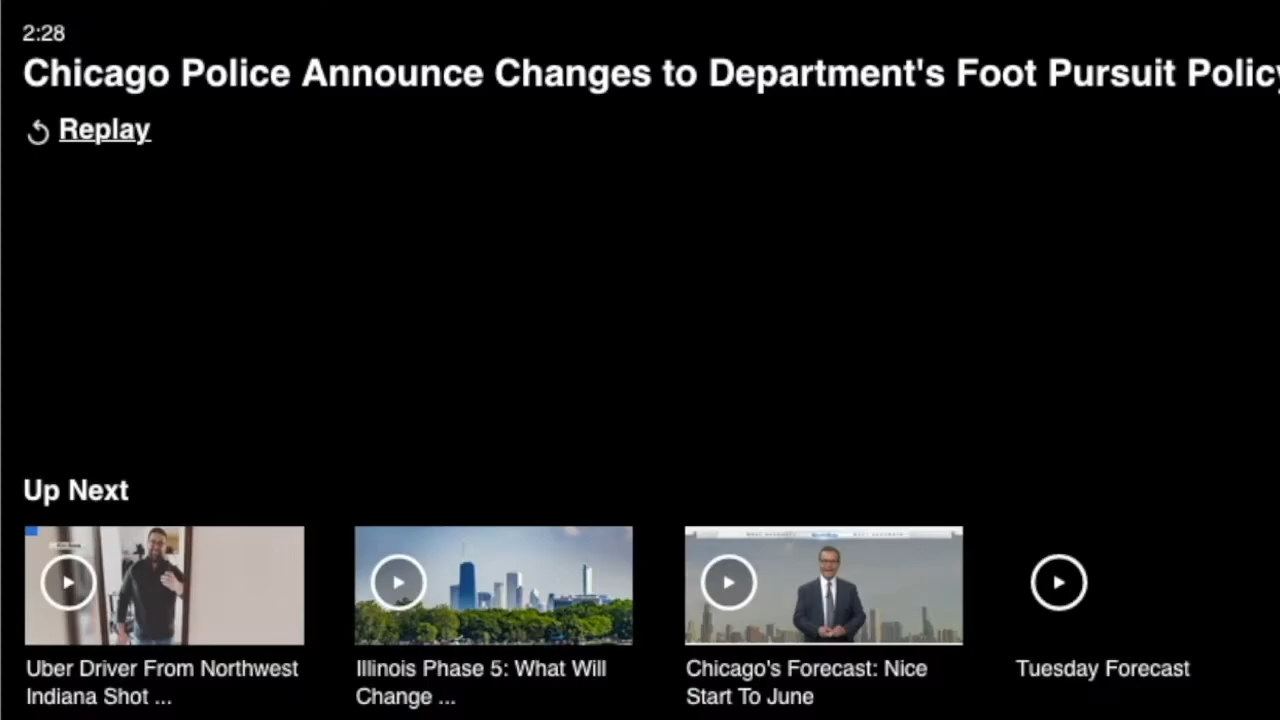 2:28
Chicago Police Announce Changes to Department's Foot Pursuit Policy
Replay
Up Next
Uber Driver From Northwest
Indiana Shot ...
Illinois Phase 5: What Will
Change ...
Chicago's Forecast: Nice
Start To June
Tuesday Forecast